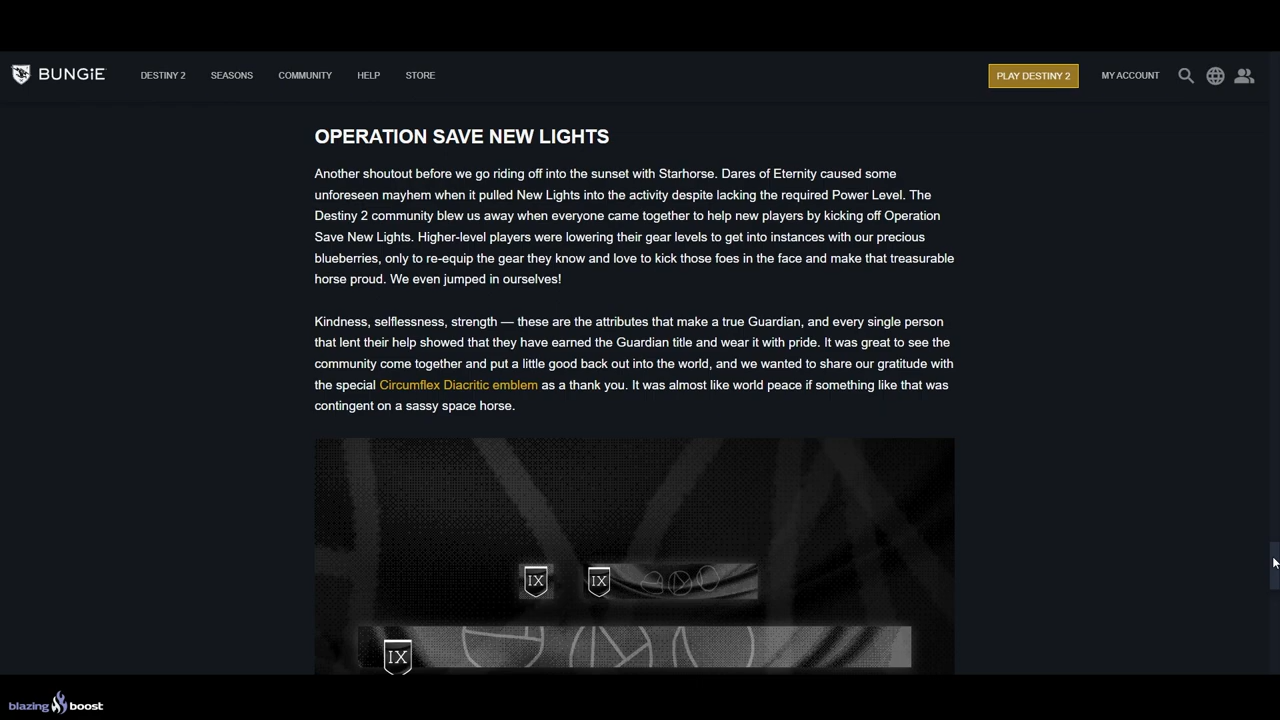 BUNGiE
DESTINY 2
SEASONS
COMMUNITY
HELP
STORE
PLAY DESTINY 2
MY ACCOUNT
OPERATION SAVE NEW LIGHTS
Another shoutout before we go riding off into the sunset with Starhorse. Dares of Eternity caused some
unforeseen mayhem when it pulled New Lights into the activity despite lacking the required Power Level. The
Destiny 2 community blew us away when everyone came together to help new players by kicking off Operation
Save New Lights. Higher-level players were lowering their gear levels to get into instances with our precious
blueberries, only to re-equip the gear they know and love to kick those foes in the face and make that treasurable
horse proud. We even jumped in ourselves!
Kindness, selflessness, strength — these are the attributes that make a true Guardian, and every single person
that lent their help showed that they have earned the Guardian title and wear it with pride. It was great to see the
community come together and put a little good back out into the world, and we wanted to share our gratitude with
the special Circumflex Diacritic emblem as a thank you. It was almost like world peace if something like that was
contingent on a sassy space horse.
IX
IX
IX
blazing boost